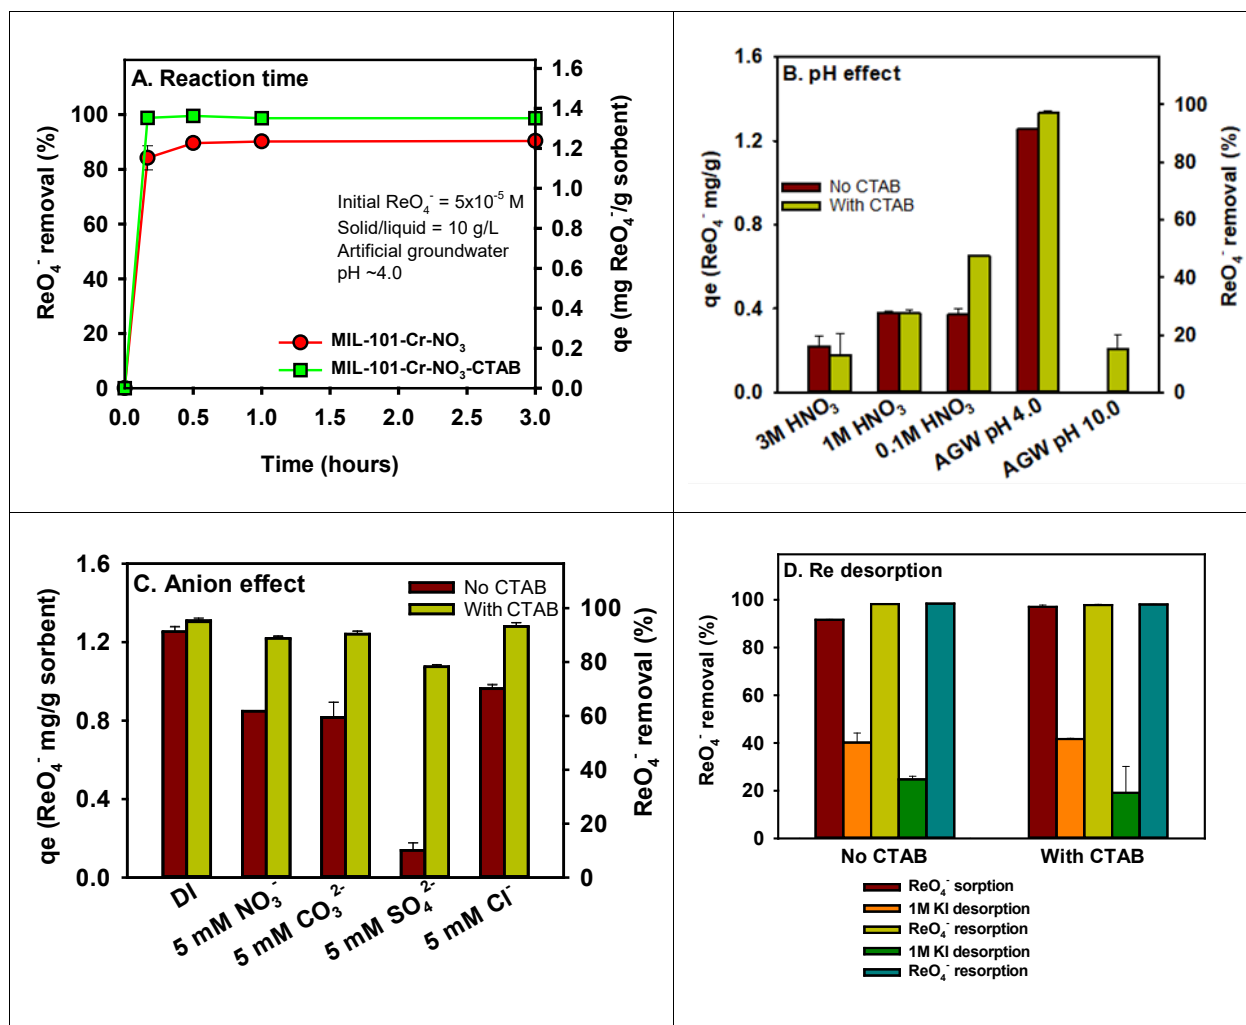 A. Reaction time
ReO₄⁻ removal (%)
100
80
60
40
20
0
1.6
1.4
1.2
1.0
0.8
0.6
0.4
0.2
0.0
qe (mg ReO₄⁻/g sorbent)
Initial ReO₄⁻ = 5x10⁻⁵ M
Solid/liquid = 10 g/L
Artificial groundwater
pH ~4.0
MIL-101-Cr-NO₃
MIL-101-Cr-NO₃-CTAB
0.0 0.5 1.0 1.5 2.0 2.5 3.0
Time (hours)
B. pH effect
qe (ReO₄⁻ mg/g)
1.6
1.2
0.8
0.4
0.0
No CTAB
With CTAB
100
80
60
40
20
0
ReO₄⁻ removal (%)
3M HNO₃
1M HNO₃
0.1M HNO₃
AGW pH 4.0
AGW pH 10.0
C. Anion effect
qe (ReO₄⁻ mg/g sorbent)
1.6
1.2
0.8
0.4
0.0
No CTAB
With CTAB
100
80
60
40
20
0
ReO₄⁻ removal (%)
DI
5 mM NO₃⁻
5 mM CO₃²⁻
5 mM SO₄²⁻
5 mM Cl⁻
D. Re desorption
ReO₄⁻ removal (%)
100
80
60
40
20
0
No CTAB With CTAB
ReO₄⁻ sorption
1M KI desorption
ReO₄⁻ resorption
1M KI desorption
ReO₄⁻ resorption